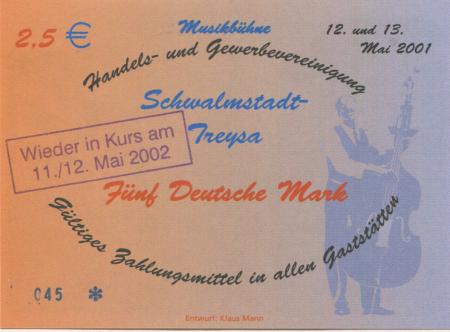 2,5 €
Musikbühne
12. und 13.
Mai 2001
Handels- und Gewerbevereinigung
Schwalmstadt-
Treysa
Wieder in Kurs am
11./12. Mai 2002
Fünf Deutsche Mark
Gültiges Zahlungsmittel in allen Gaststätten
045 *
Entwurf: Klaus Mann